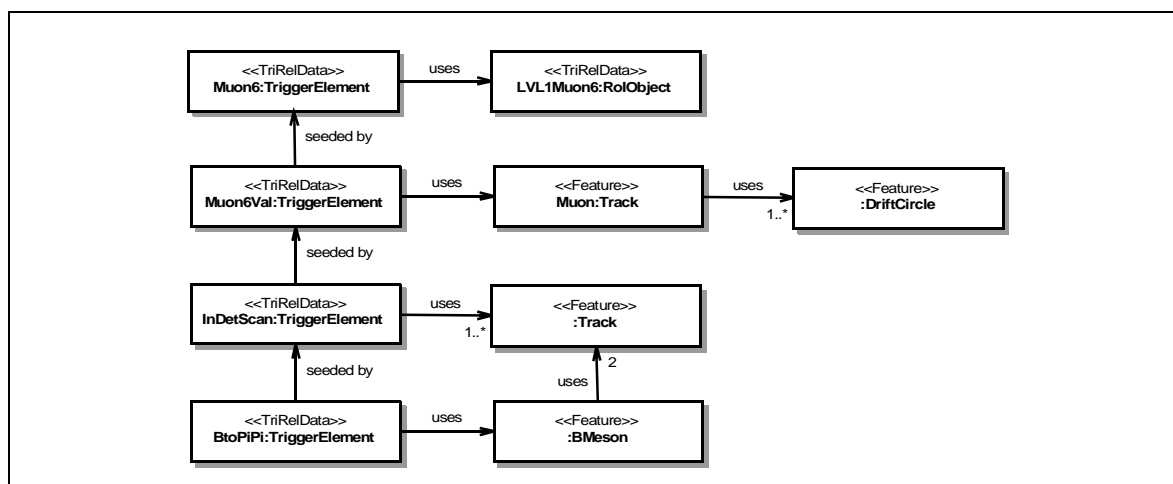 <<TriRelData>>
Muon6:TriggerElement
uses
<<TriRelData>>
LVL1Muon6:RoIObject
seeded by
<<TriRelData>>
Muon6Val:TriggerElement
uses
<<Feature>>
Muon:Track
uses
1..*
<<Feature>>
:DriftCircle
seeded by
<<TriRelData>>
InDetScan:TriggerElement
uses
1..*
<<Feature>>
:Track
seeded by
2
uses
<<TriRelData>>
BtoPiPi:TriggerElement
uses
<<Feature>>
:BMeson